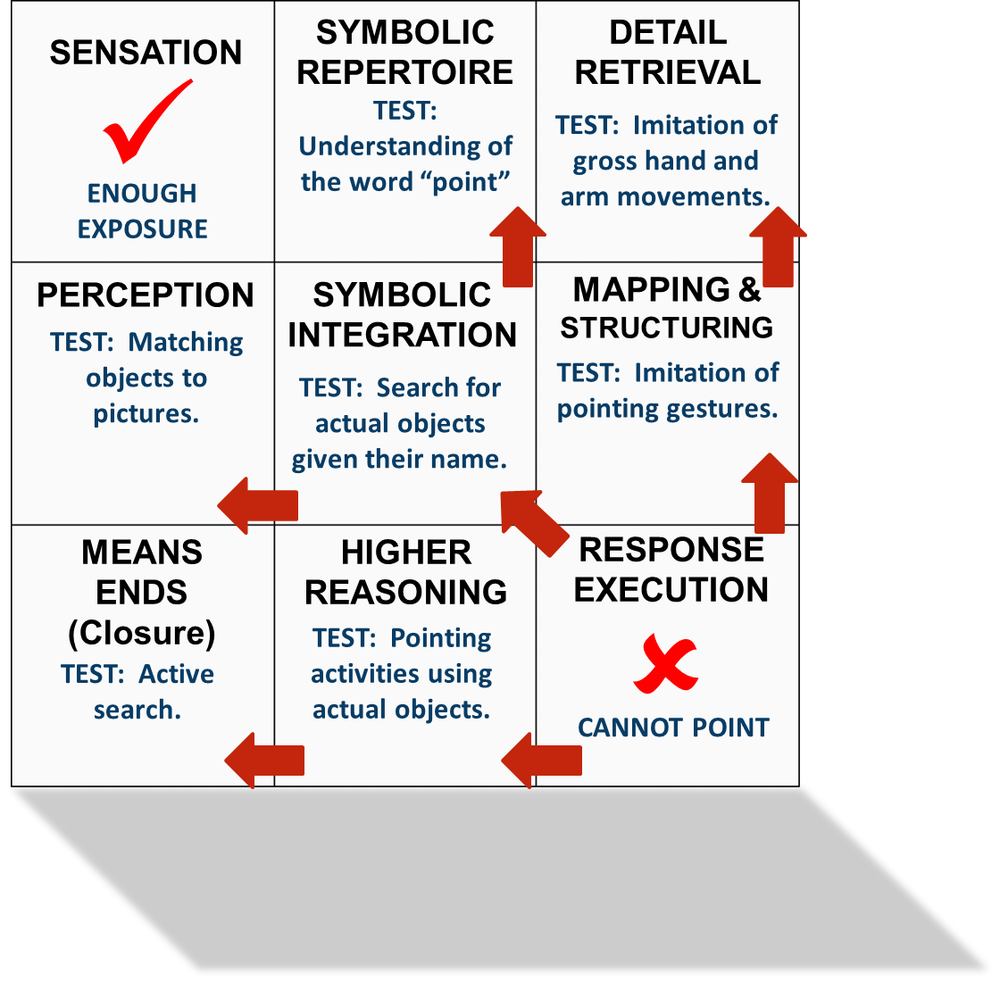 SENSATION
ENOUGH
EXPOSURE
SYMBOLIC
REPERTOIRE
TEST:
Understanding of
the word “point”
DETAIL
RETRIEVAL
TEST: Imitation of
gross hand and
arm movements.
PERCEPTION
TEST: Matching
objects to
pictures.
SYMBOLIC
INTEGRATION
TEST: Search for
actual objects
given their name.
MAPPING &
STRUCTURING
TEST: Imitation of
pointing gestures.
MEANS
ENDS
(Closure)
TEST: Active
search.
HIGHER
REASONING
TEST: Pointing
activities using
actual objects.
RESPONSE
EXECUTION
CANNOT POINT